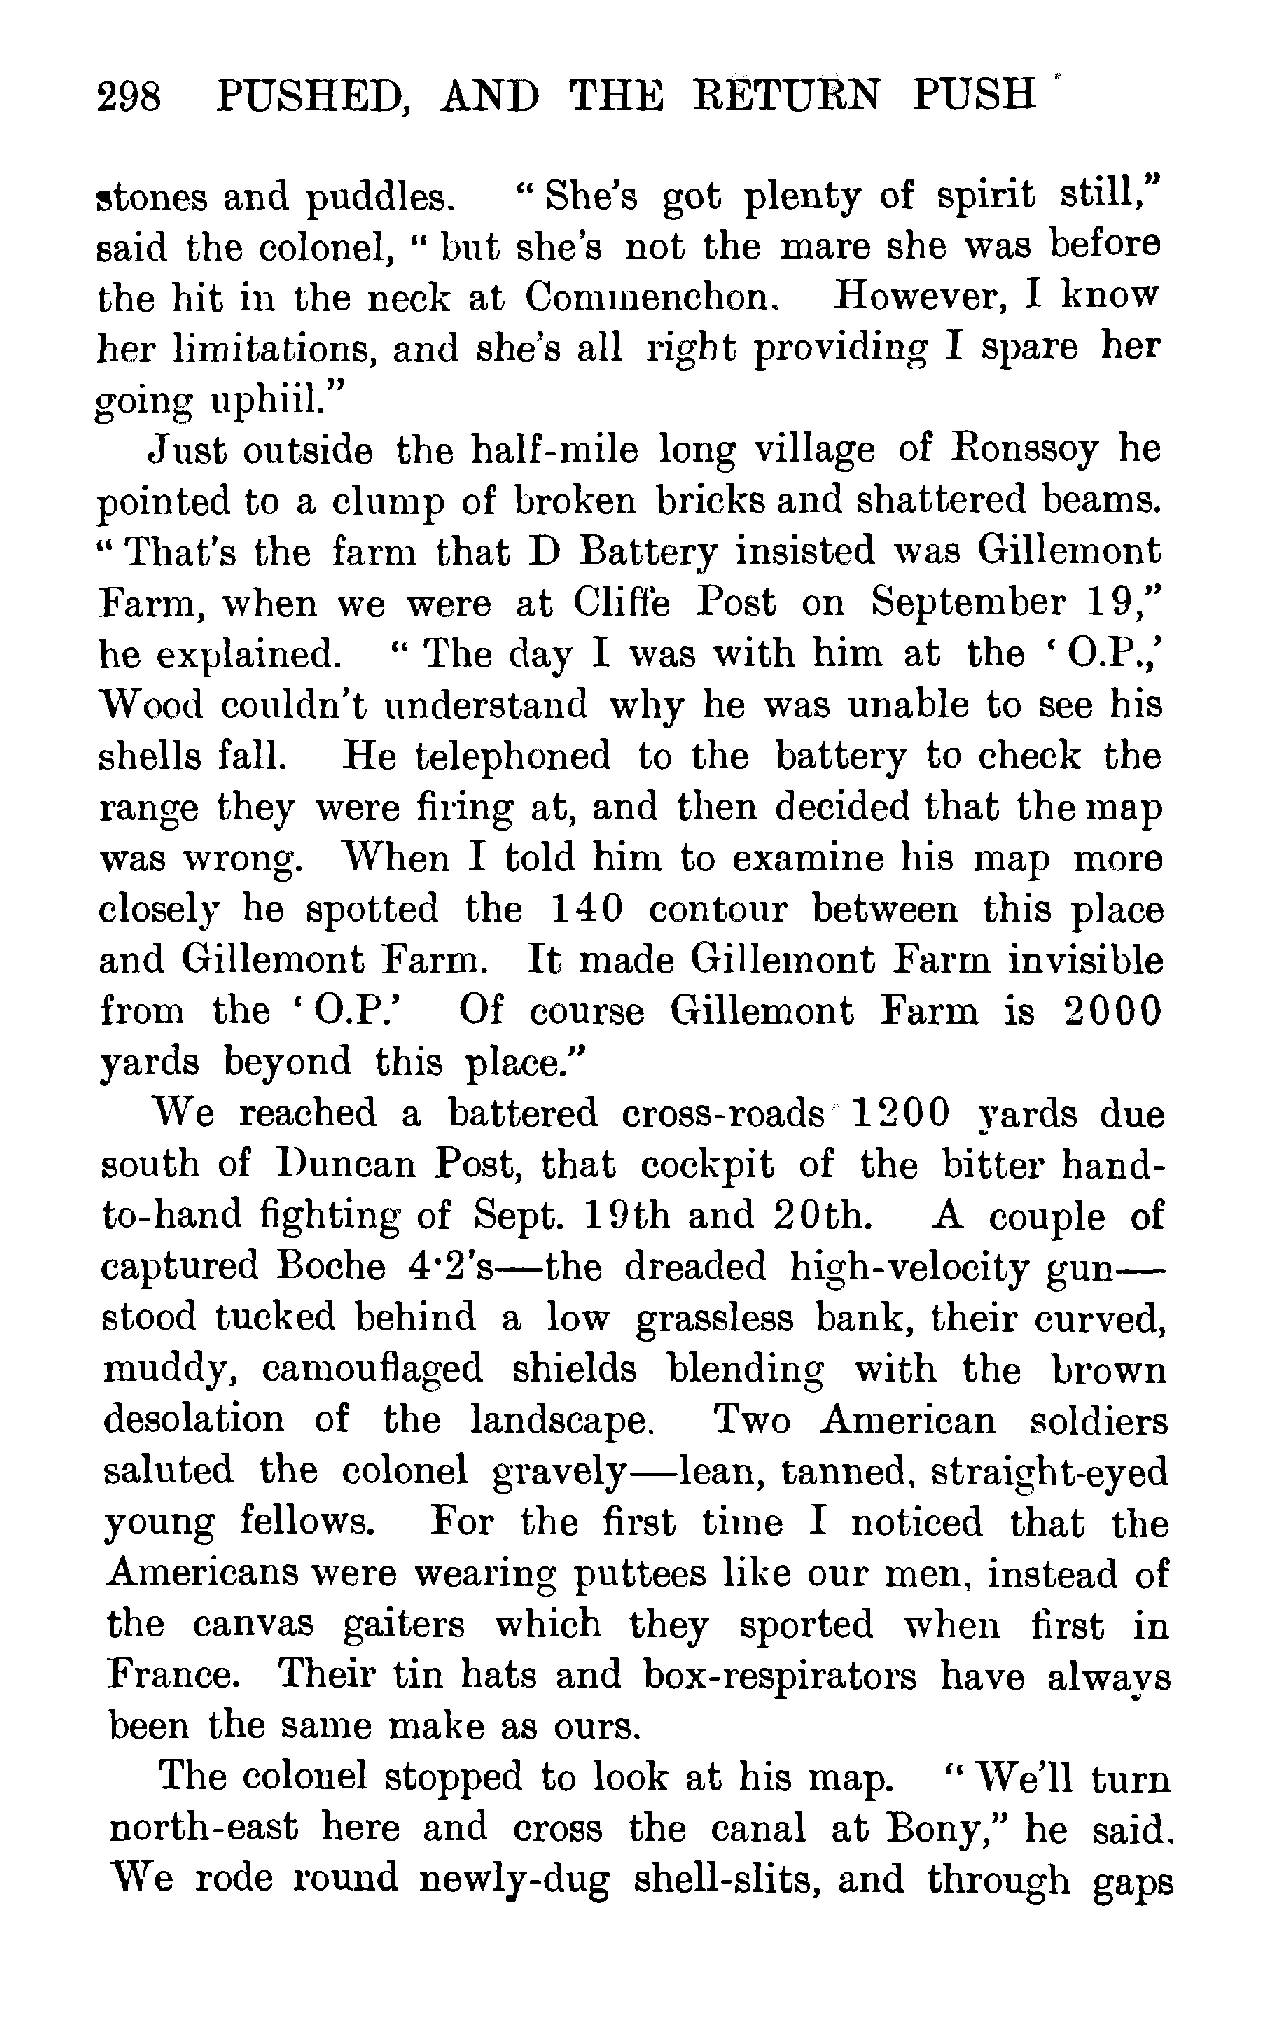 298 PUSHED, AND THE RETURN PUSH
stones and puddles. “ She's got plenty of spirit still,”
said the colonel, “ but she's not the mare she was before
the hit in the neck at Commenchon. However, I know
her limitations, and she's all right providing I spare her
going uphiil.”
Just outside the half-mile long village of Ronssoy he
pointed to a clump of broken bricks and shattered beams.
“ That's the farm that D Battery insisted was Gillemont
Farm, when we were at Cliffe Post on September 19,”
he explained. “ The day I was with him at the ‘ O.P.,’
Wood couldn't understand why he was unable to see his
shells fall. He telephoned to the battery to check the
range they were firing at, and then decided that the map
was wrong. When I told him to examine his map more
closely he spotted the 140 contour between this place
and Gillemont Farm. It made Gillemont Farm invisible
from the ‘ O.P.’ Of course Gillemont Farm is 2000
yards beyond this place.”
We reached a battered cross-roads 1200 yards due
south of Duncan Post, that cockpit of the bitter hand-
to-hand fighting of Sept. 19th and 20th. A couple of
captured Boche 4·2's—the dreaded high-velocity gun—
stood tucked behind a low grassless bank, their curved,
muddy, camouflaged shields blending with the brown
desolation of the landscape. Two American soldiers
saluted the colonel gravely—lean, tanned, straight-eyed
young fellows. For the first time I noticed that the
Americans were wearing puttees like our men, instead of
the canvas gaiters which they sported when first in
France. Their tin hats and box-respirators have always
been the same make as ours.
The colonel stopped to look at his map. “ We'll turn
north-east here and cross the canal at Bony,” he said.
We rode round newly-dug shell-slits, and through gaps